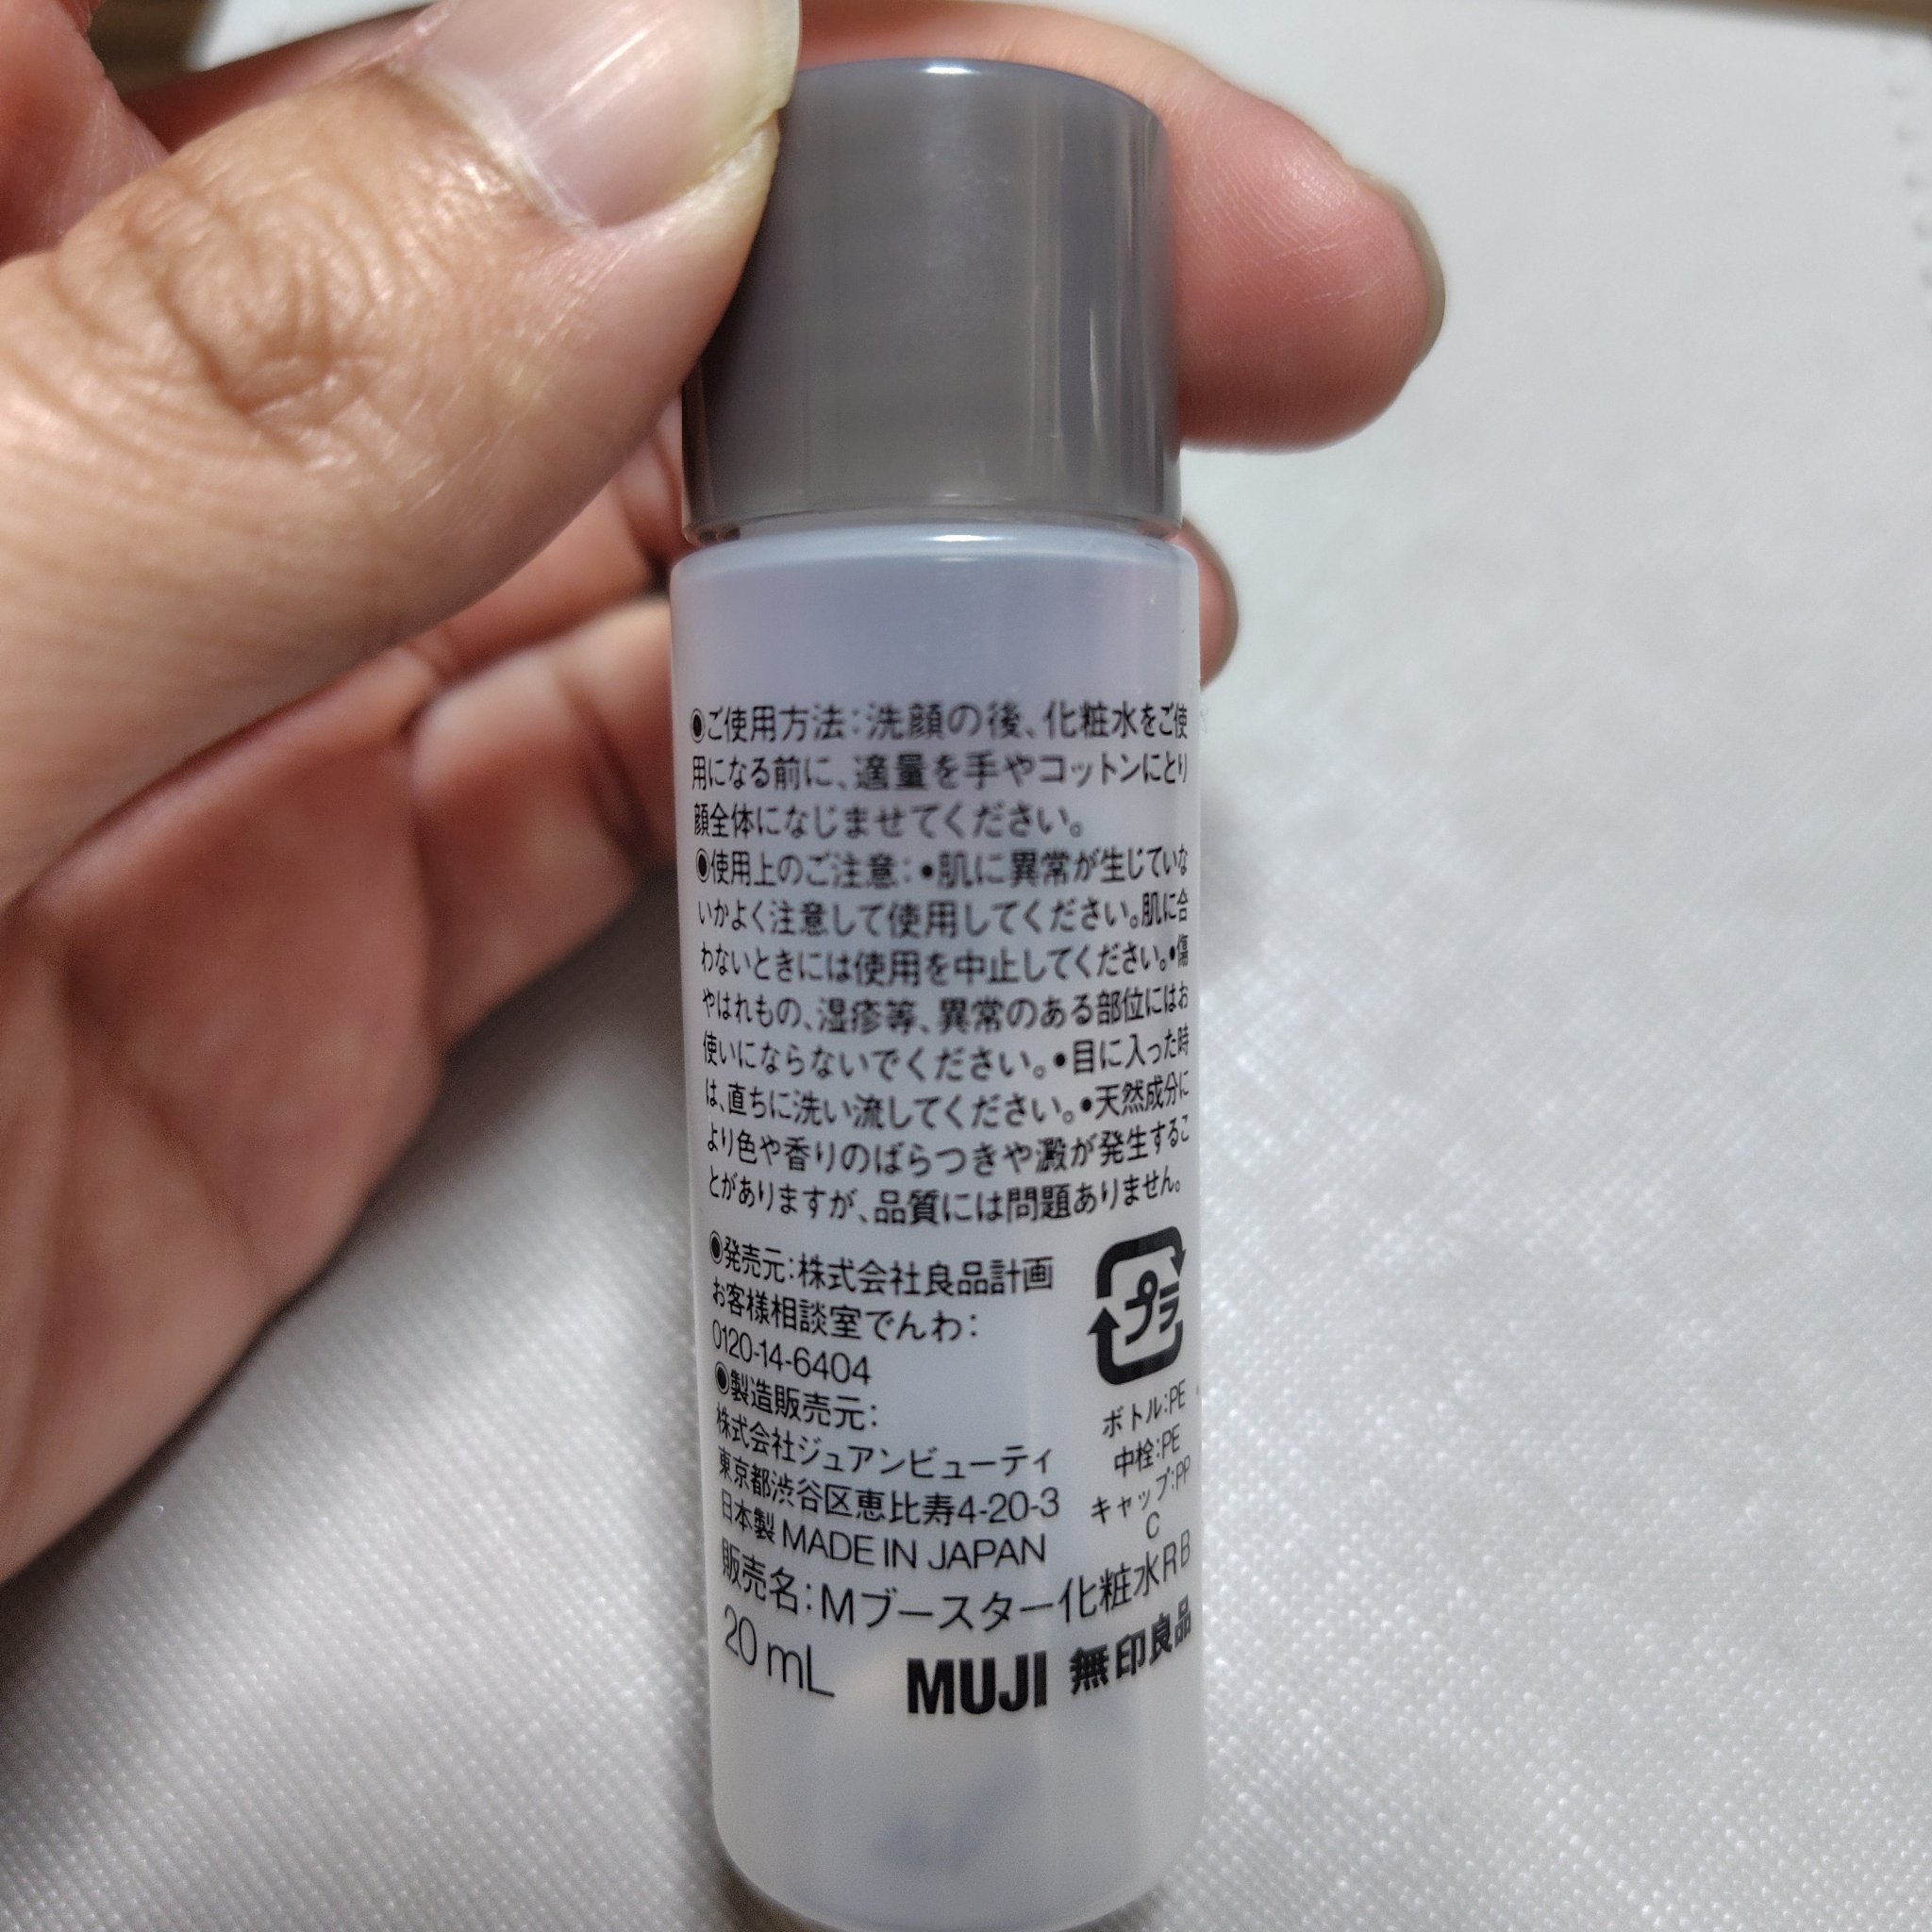 ◉ご使用方法：洗顔の後、化粧水をご使
用になる前に、適量を手やコットンにとり
顔全体になじませてください。
◉使用上のご注意：•肌に異常が生じていな
いかよく注意して使用してください。肌に合
わないときには使用を中止してください。•傷
やはれもの、湿疹等、異常のある部位にはお
使いにならないでください。•目に入った時
は、直ちに洗い流してください。•天然成分に
より色や香りのばらつきや澱が発生するこ
とがありますが、品質には問題ありません。
◉発売元：株式会社良品計画
お客様相談室でんわ：
0120-14-6404
◉製造販売元：
株式会社ジュアンビューティ
東京都渋谷区恵比寿4-20-3
日本製 MADE IN JAPAN
プラ
ボトル：PE
中栓：PE
キャップ：PP
C
販売名：Mブースター化粧水RB
20 mL
MUJI 無印良品